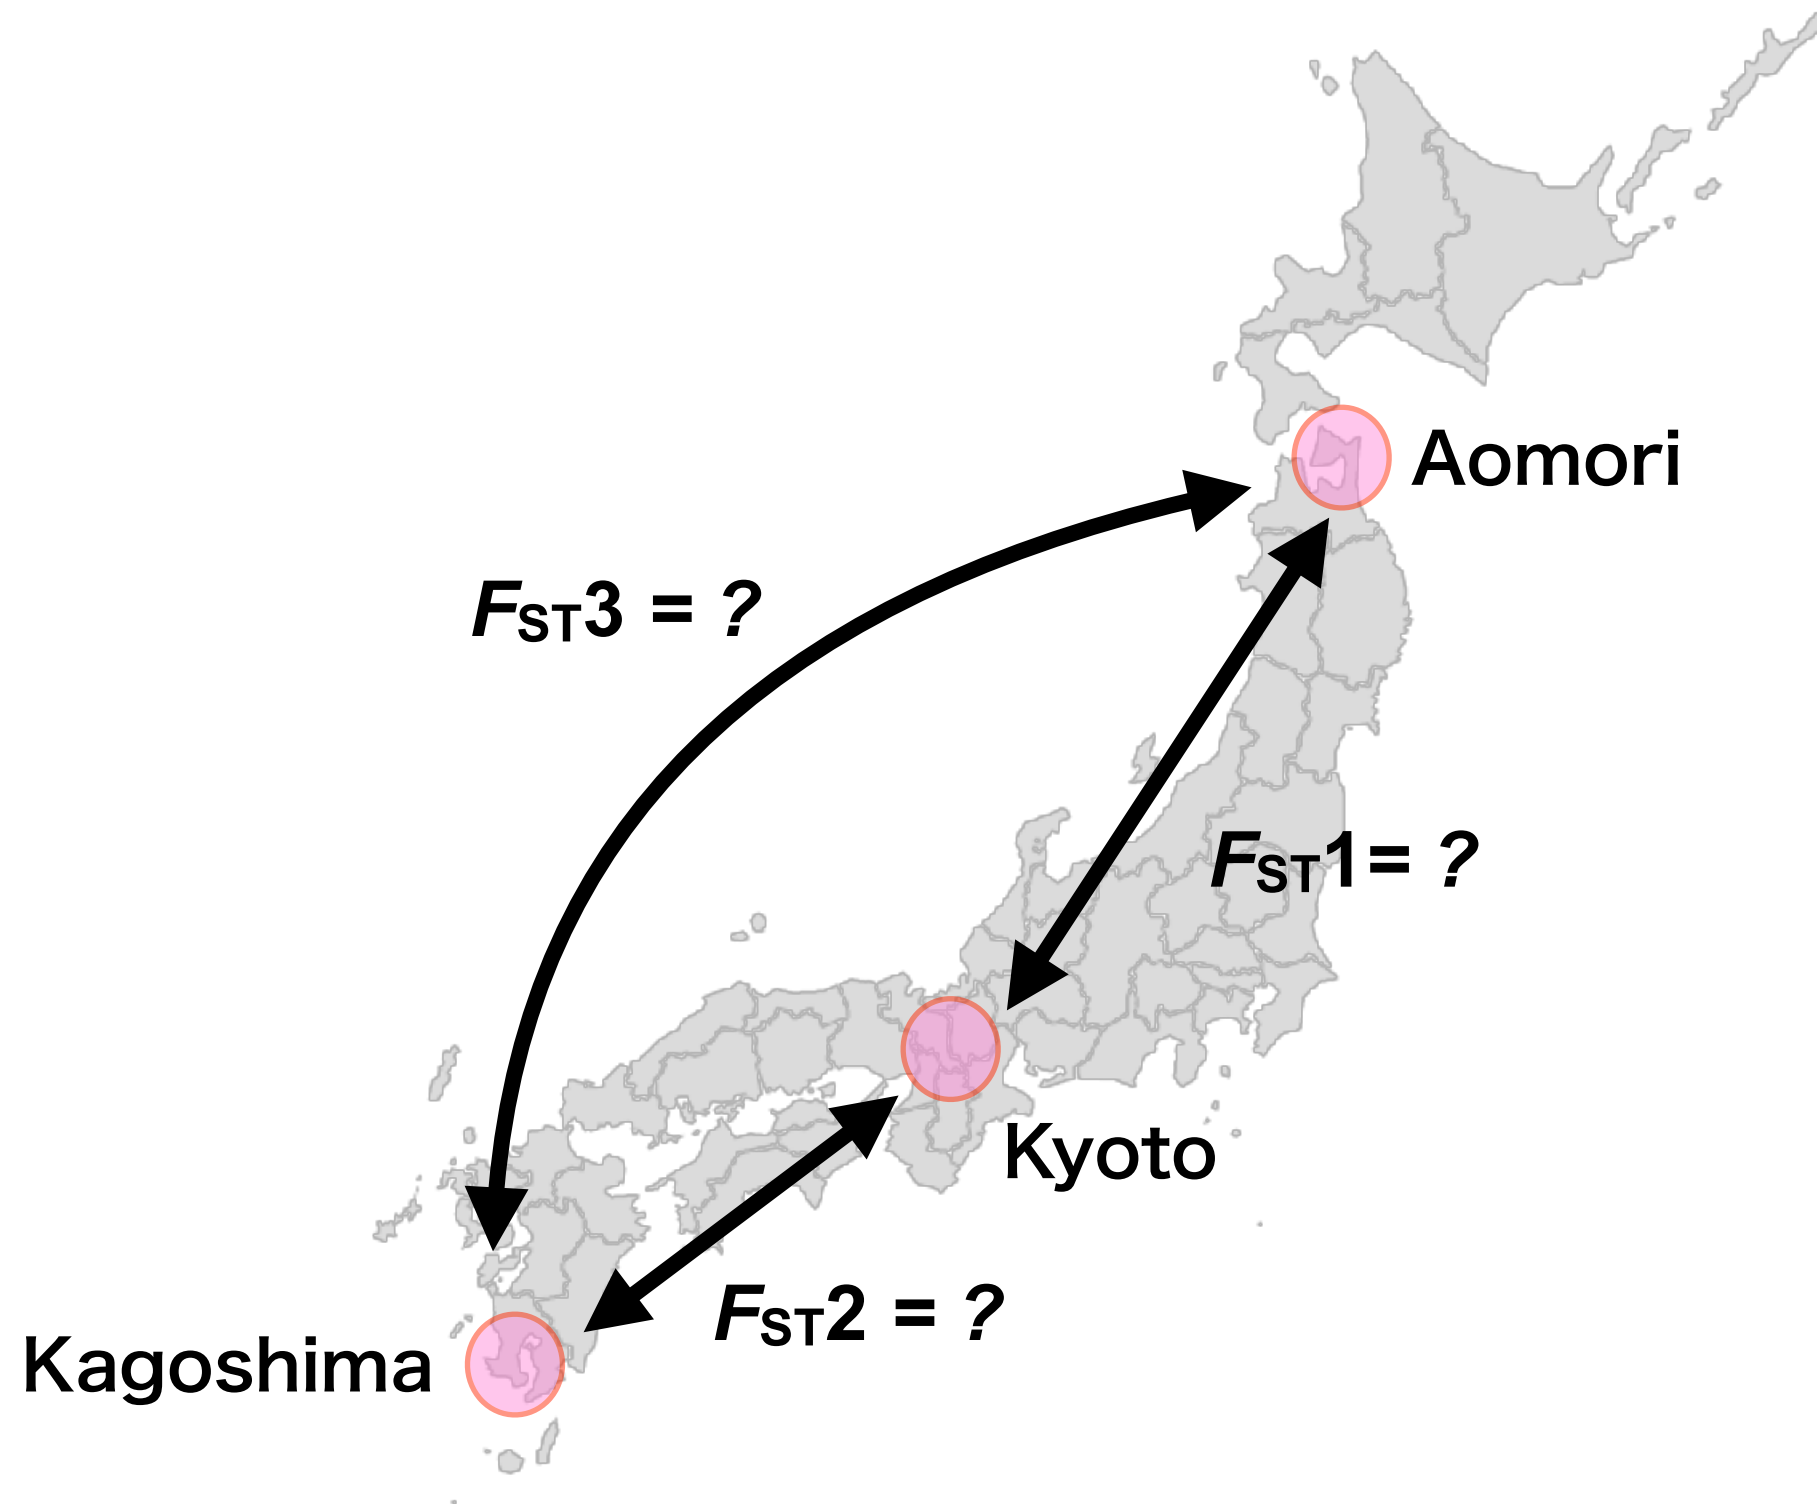 Aomori
FST3 = ?
FST1= ?
Kyoto
FST2 = ?
Kagoshima